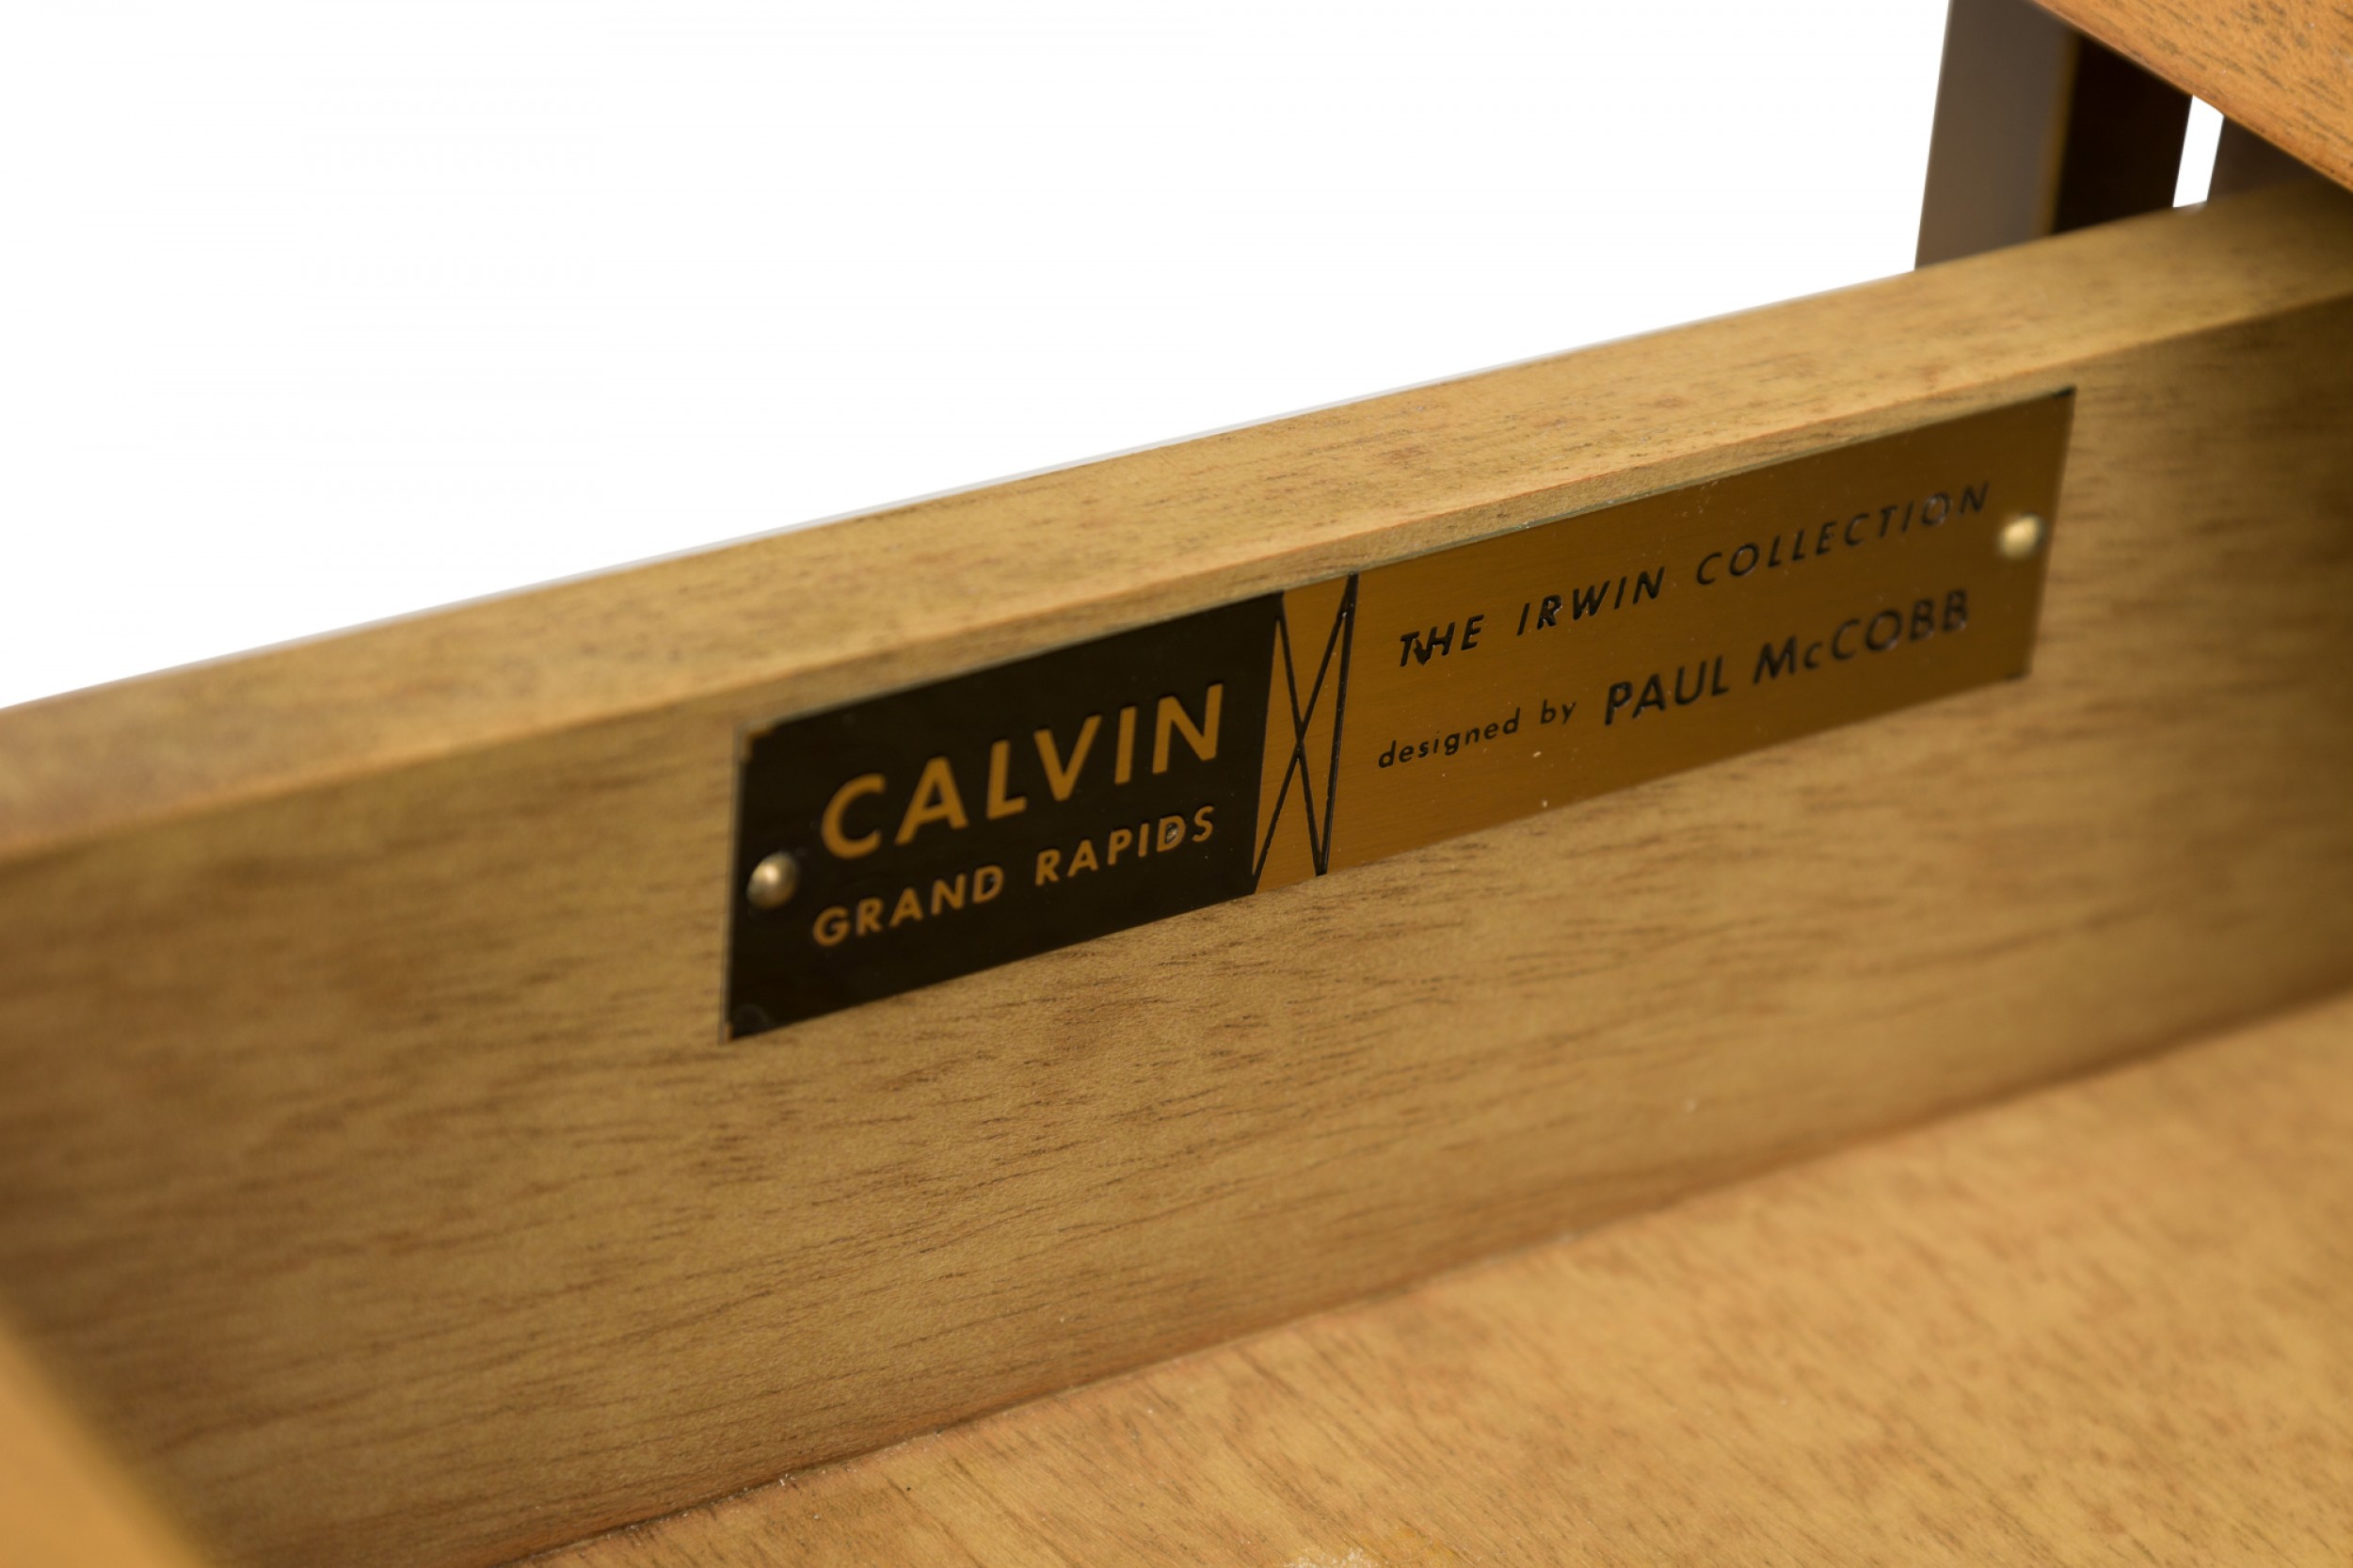 CALVIN
GRAND RAPIDS
THE IRWIN COLLECTION
designed by PAUL McCOBB